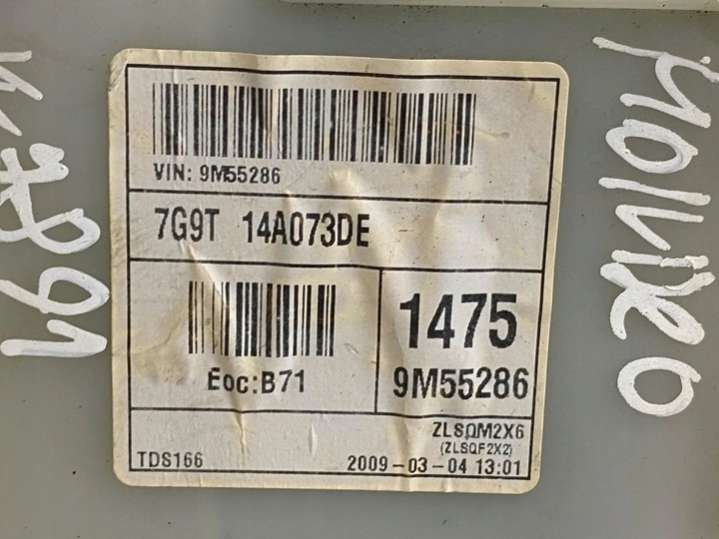 VIN: 9M55286
7G9T 14A073DE
Eoc:B71
1475
9M55286
ZLSQM2X6
(ZLSQF2X2)
TDS166
2009-03-04 13:01